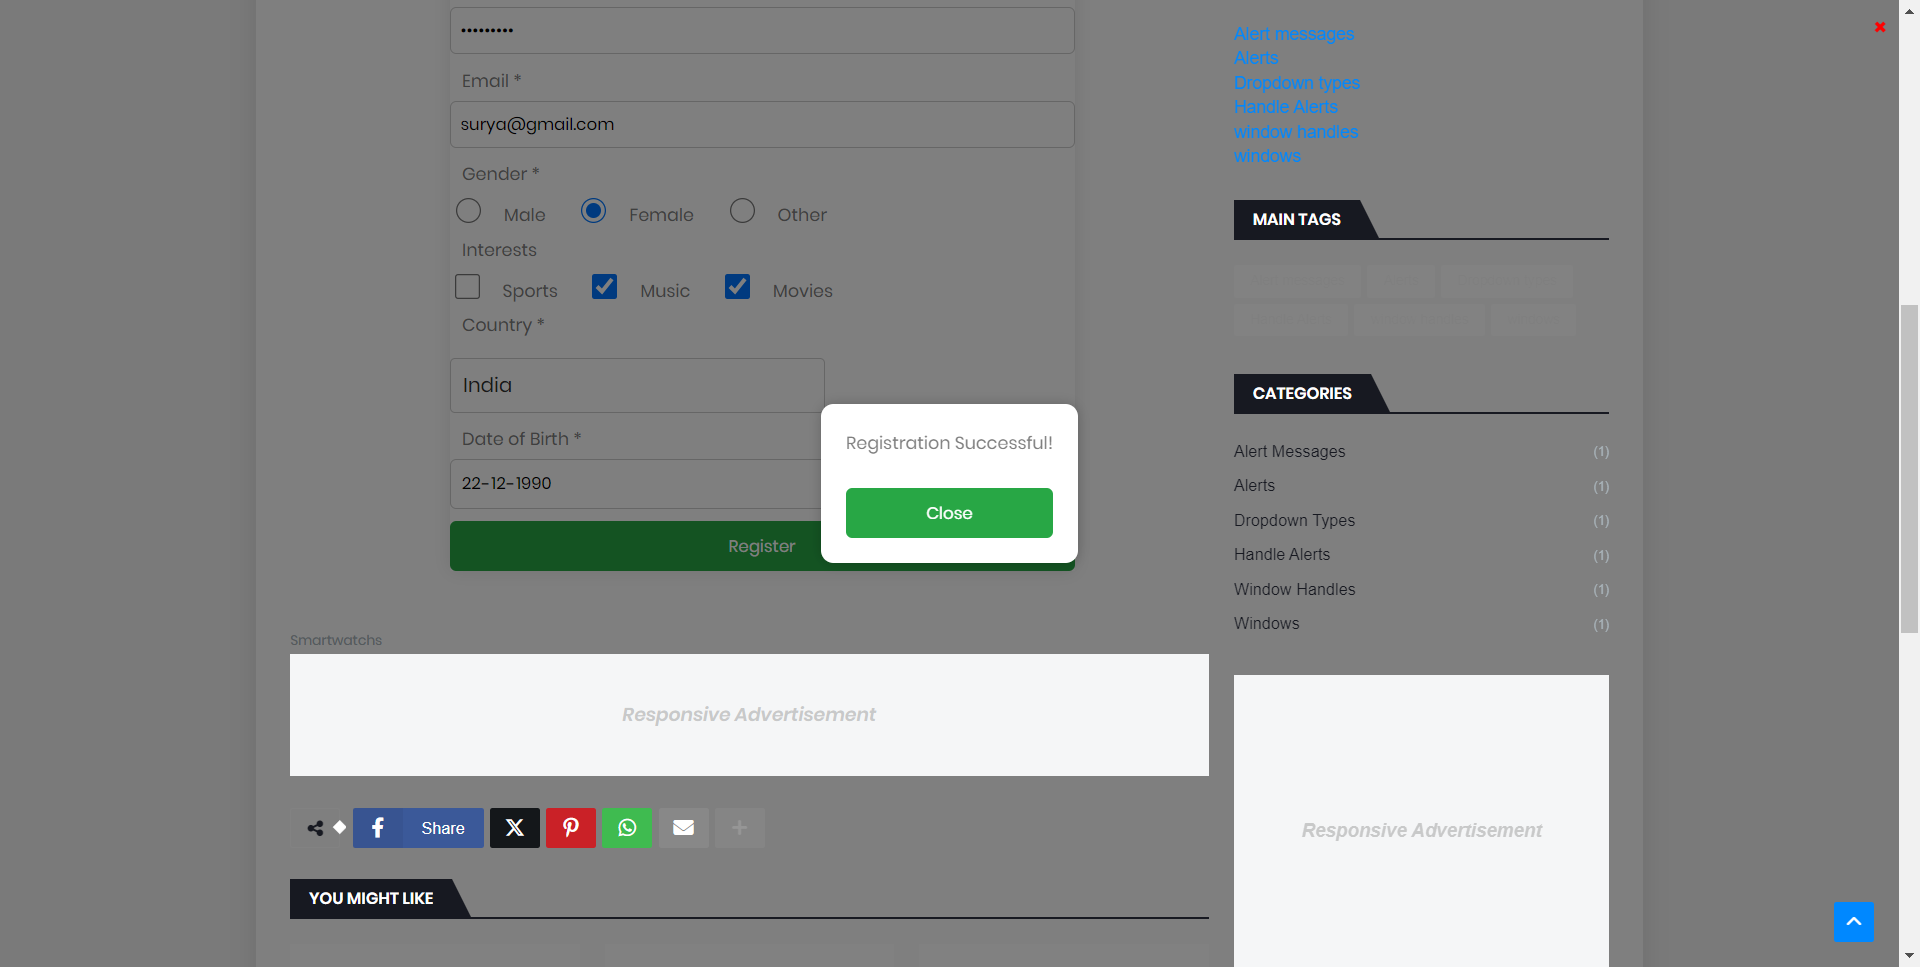 •••••••••
Email *
surya@gmail.com
Gender *
Male Female Other
Interests
Sports Music Movies
Country *
India
Date of Birth *
22-12-1990
Register
Registration Successful!
Close
Smartwatchs
Responsive Advertisement
Share
YOU MIGHT LIKE
Alert messages
Alerts
Dropdown types
Handle Alerts
window handles
windows
MAIN TAGS
CATEGORIES
Alert Messages (1)
Alerts (1)
Dropdown Types (1)
Handle Alerts (1)
Window Handles (1)
Windows (1)
Responsive Advertisement